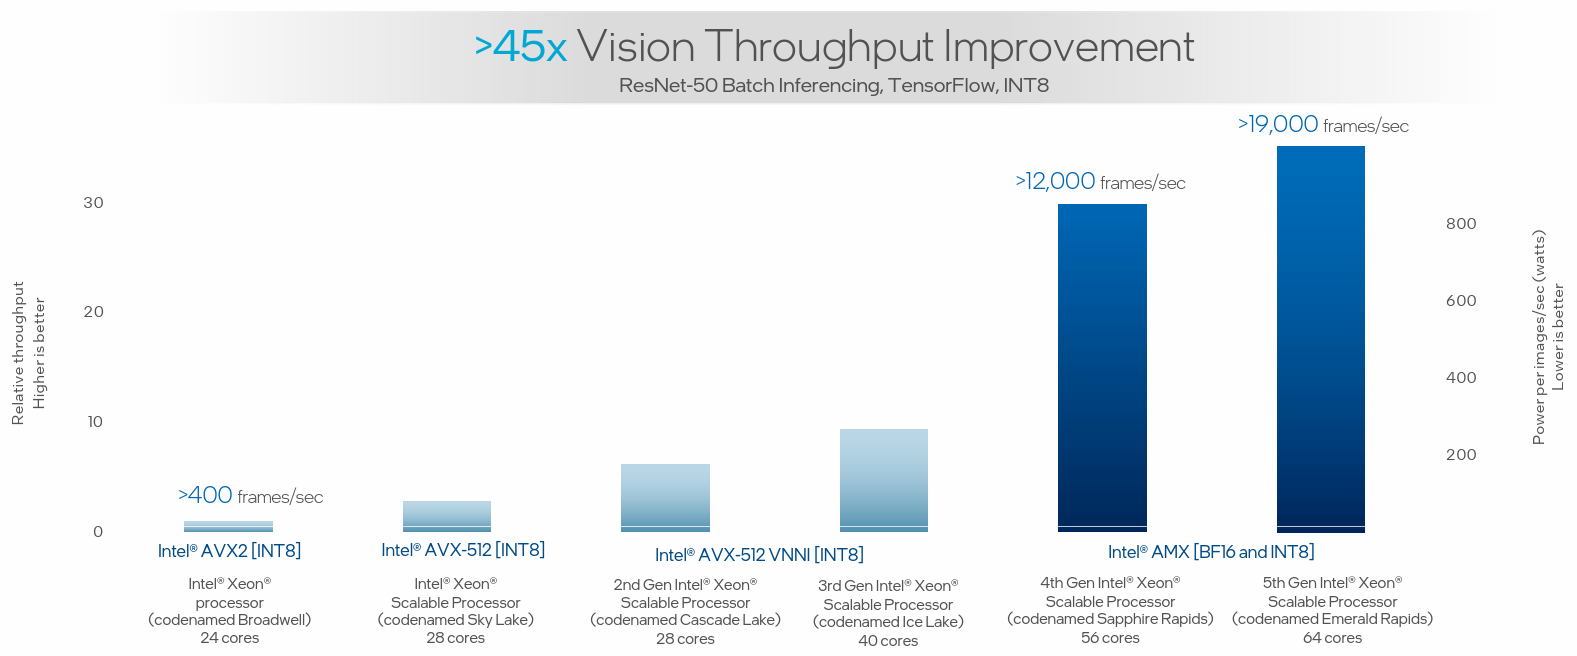 >45x Vision Throughput Improvement
ResNet-50 Batch Inferencing, TensorFlow, INT8
Relative throughput
Higher is better
30
20
10
0
>400 frames/sec
>12,000 frames/sec
>19,000 frames/sec
800
600
400
200
Power per images/sec (watts)
Lower is better
Intel® AVX2 [INT8]
Intel® AVX-512 [INT8]
Intel® AVX-512 VNNI [INT8]
Intel® AMX [BF16 and INT8]
Intel® Xeon®
processor
(codenamed Broadwell)
24 cores
Intel® Xeon®
Scalable Processor
(codenamed Sky Lake)
28 cores
2nd Gen Intel® Xeon®
Scalable Processor
(codenamed Cascade Lake)
28 cores
3rd Gen Intel® Xeon®
Scalable Processor
(codenamed Ice Lake)
40 cores
4th Gen Intel® Xeon®
Scalable Processor
(codenamed Sapphire Rapids)
56 cores
5th Gen Intel® Xeon®
Scalable Processor
(codenamed Emerald Rapids)
64 cores